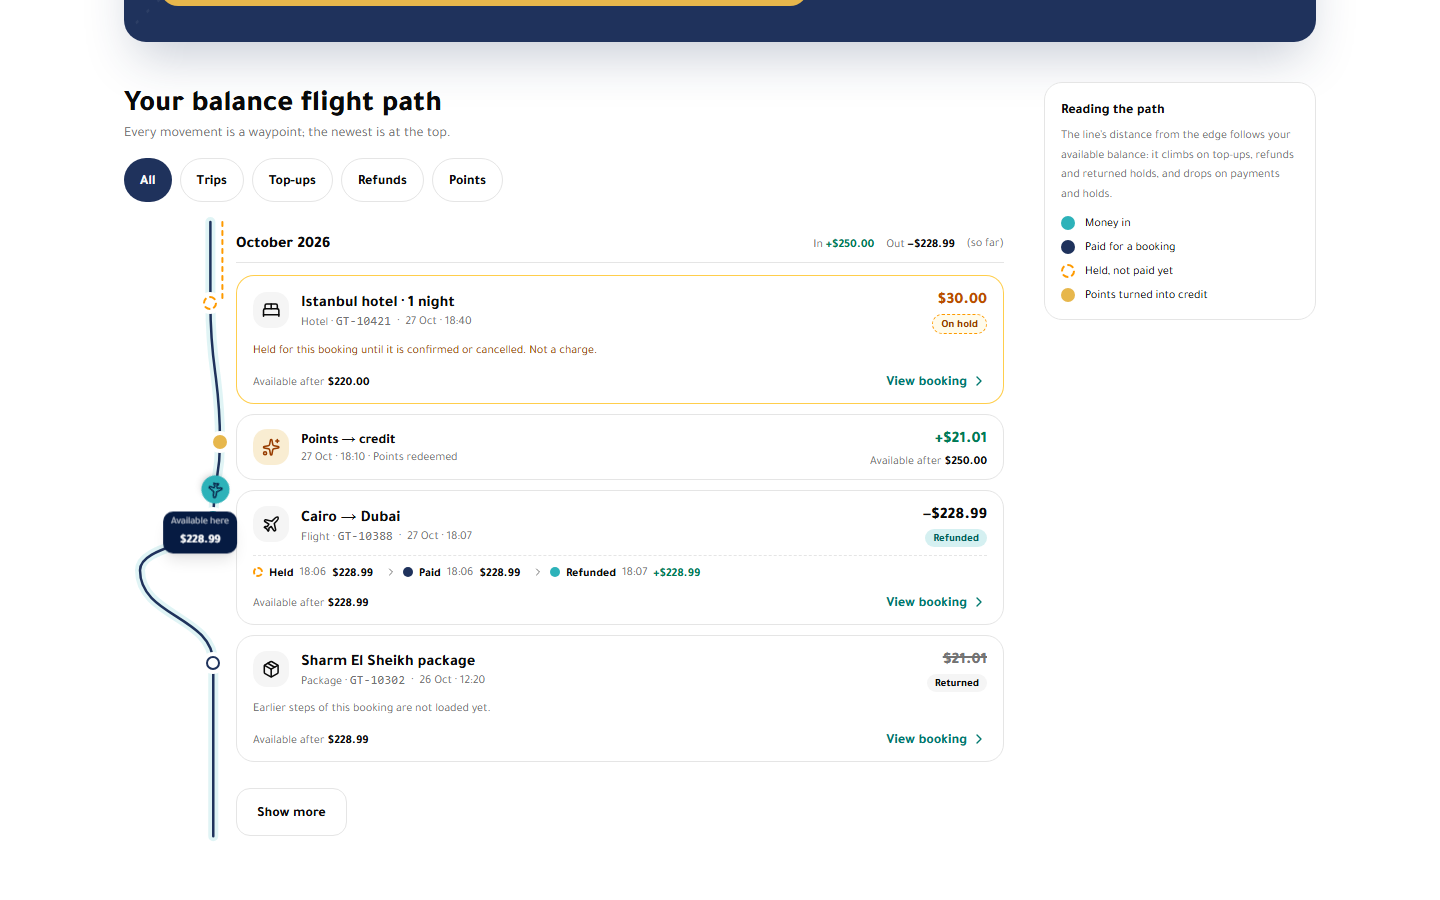 Your balance flight path
Every movement is a waypoint; the newest is at the top.
All Trips Top-ups Refunds Points
October 2026
In +$250.00 Out −$228.99 (so far)
Istanbul hotel · 1 night
$30.00
Hotel · GT-10421 · 27 Oct · 18:40
On hold
Held for this booking until it is confirmed or cancelled. Not a charge.
Available after $220.00
View booking
Points → credit
+$21.01
27 Oct · 18:10 · Points redeemed
Available after $250.00
Available here
$228.99
Cairo → Dubai
−$228.99
Flight · GT-10388 · 27 Oct · 18:07
Refunded
Held 18:06 $228.99 Paid 18:06 $228.99 Refunded 18:07 +$228.99
Available after $228.99
View booking
Sharm El Sheikh package
$21.01
Package · GT-10302 · 26 Oct · 12:20
Returned
Earlier steps of this booking are not loaded yet.
Available after $228.99
View booking
Show more
Reading the path
The line's distance from the edge follows your
available balance: it climbs on top-ups, refunds
and returned holds, and drops on payments
and holds.
Money in
Paid for a booking
Held, not paid yet
Points turned into credit